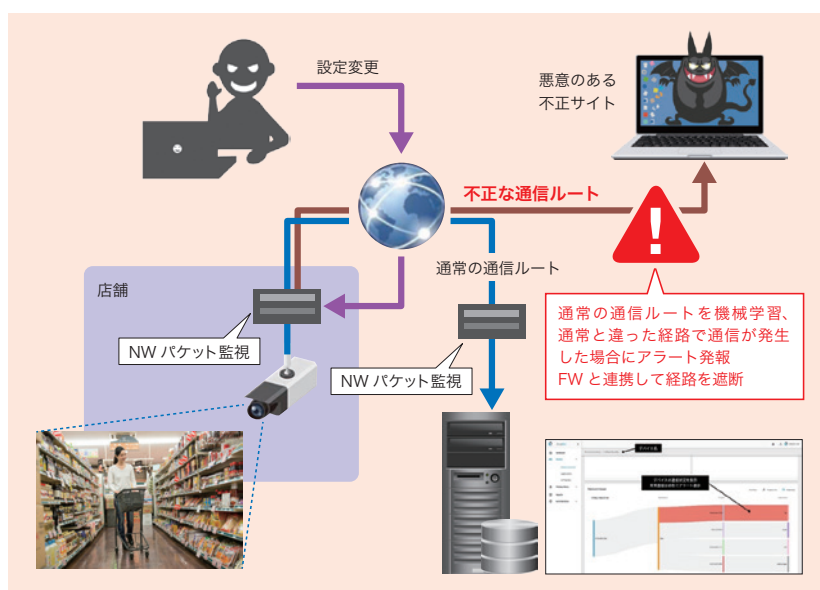 設定変更
悪意のある
不正サイト
不正な通信ルート
通常の通信ルート
店舗
NW パケット監視
NW パケット監視
通常の通信ルートを機械学習、
通常と違った経路で通信が発生
した場合にアラート発報
FW と連携して経路を遮断
デバイス名